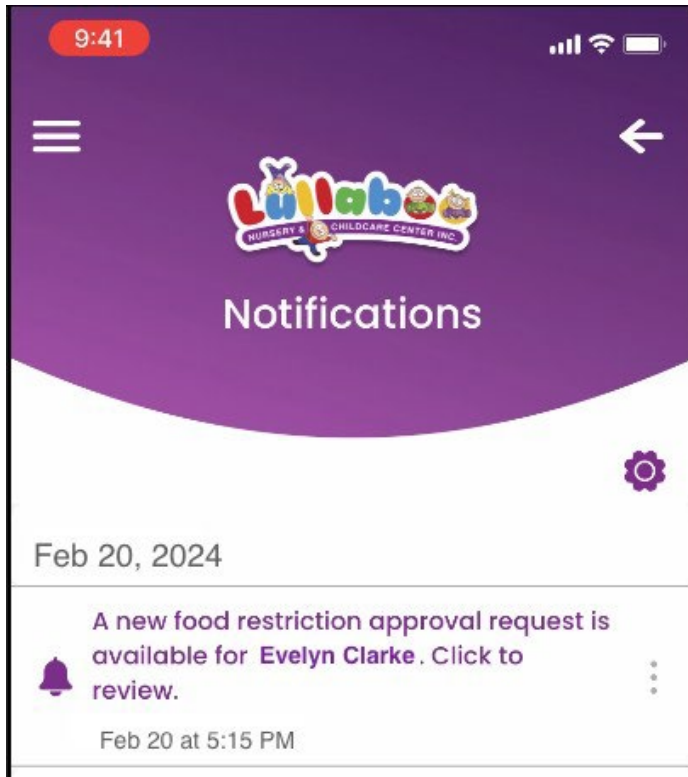 9:41
Lullaboo
NURSERY & CHILDCARE CENTER INC.
Notifications
Feb 20, 2024
A new food restriction approval request is
available for Evelyn Clarke. Click to
review.
Feb 20 at 5:15 PM